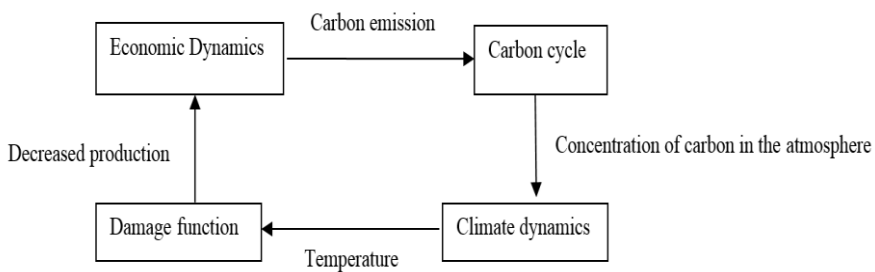 Carbon emission
Economic Dynamics
Carbon cycle
Decreased production
Concentration of carbon in the atmosphere
Damage function
Climate dynamics
Temperature